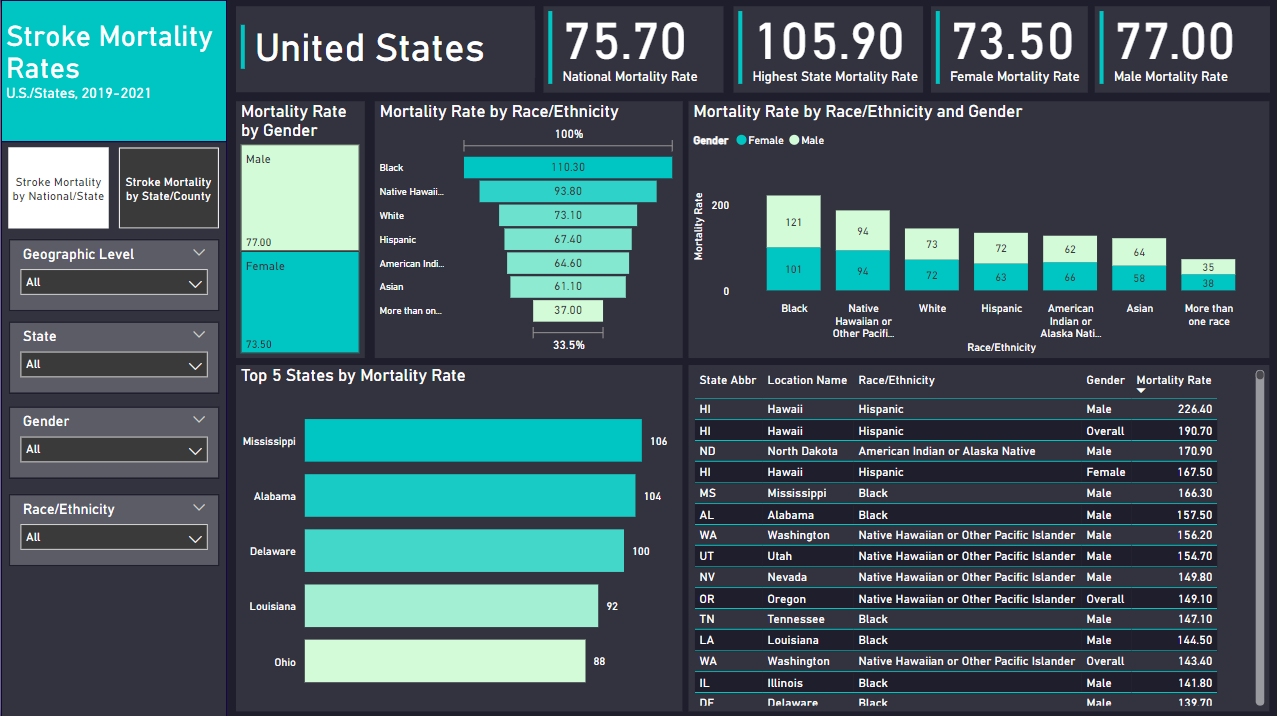 Stroke Mortality
Rates
U.S./States, 2019-2021
Stroke Mortality
by National/State
Stroke Mortality
by State/County
Geographic Level
All
State
All
Gender
All
Race/Ethnicity
All
United States
75.70
National Mortality Rate
105.90
Highest State Mortality Rate
73.50
Female Mortality Rate
77.00
Male Mortality Rate
Mortality Rate
by Gender
Male
77.00
Female
73.50
Mortality Rate by Race/Ethnicity
100%
Black 110.30
Native Hawaii... 93.80
White 73.10
Hispanic 67.40
American Indi... 64.60
Asian 61.10
More than on... 37.00
33.5%
Mortality Rate by Race/Ethnicity and Gender
Gender Female Male
Mortality Rate
200
0
121 94 73 72 62 64 35
101 94 72 63 66 58 38
Black
Native
Hawaiian or
Other Pacifi...
White
Hispanic
American
Indian or
Alaska Nati...
Asian
More than
one race
Race/Ethnicity
Top 5 States by Mortality Rate
Mississippi 106
Alabama 104
Delaware 100
Louisiana 92
Ohio 88
State Abbr Location Name Race/Ethnicity Gender Mortality Rate
HI Hawaii Hispanic Male 226.40
HI Hawaii Hispanic Overall 190.70
ND North Dakota American Indian or Alaska Native Male 170.90
HI Hawaii Hispanic Female 167.50
MS Mississippi Black Male 166.30
AL Alabama Black Male 157.50
WA Washington Native Hawaiian or Other Pacific Islander Male 156.20
UT Utah Native Hawaiian or Other Pacific Islander Male 154.70
NV Nevada Native Hawaiian or Other Pacific Islander Male 149.80
OR Oregon Native Hawaiian or Other Pacific Islander Overall 149.10
TN Tennessee Black Male 147.10
LA Louisiana Black Male 144.50
WA Washington Native Hawaiian or Other Pacific Islander Overall 143.40
IL Illinois Black Male 141.80
DE Delaware Black Male 139.70